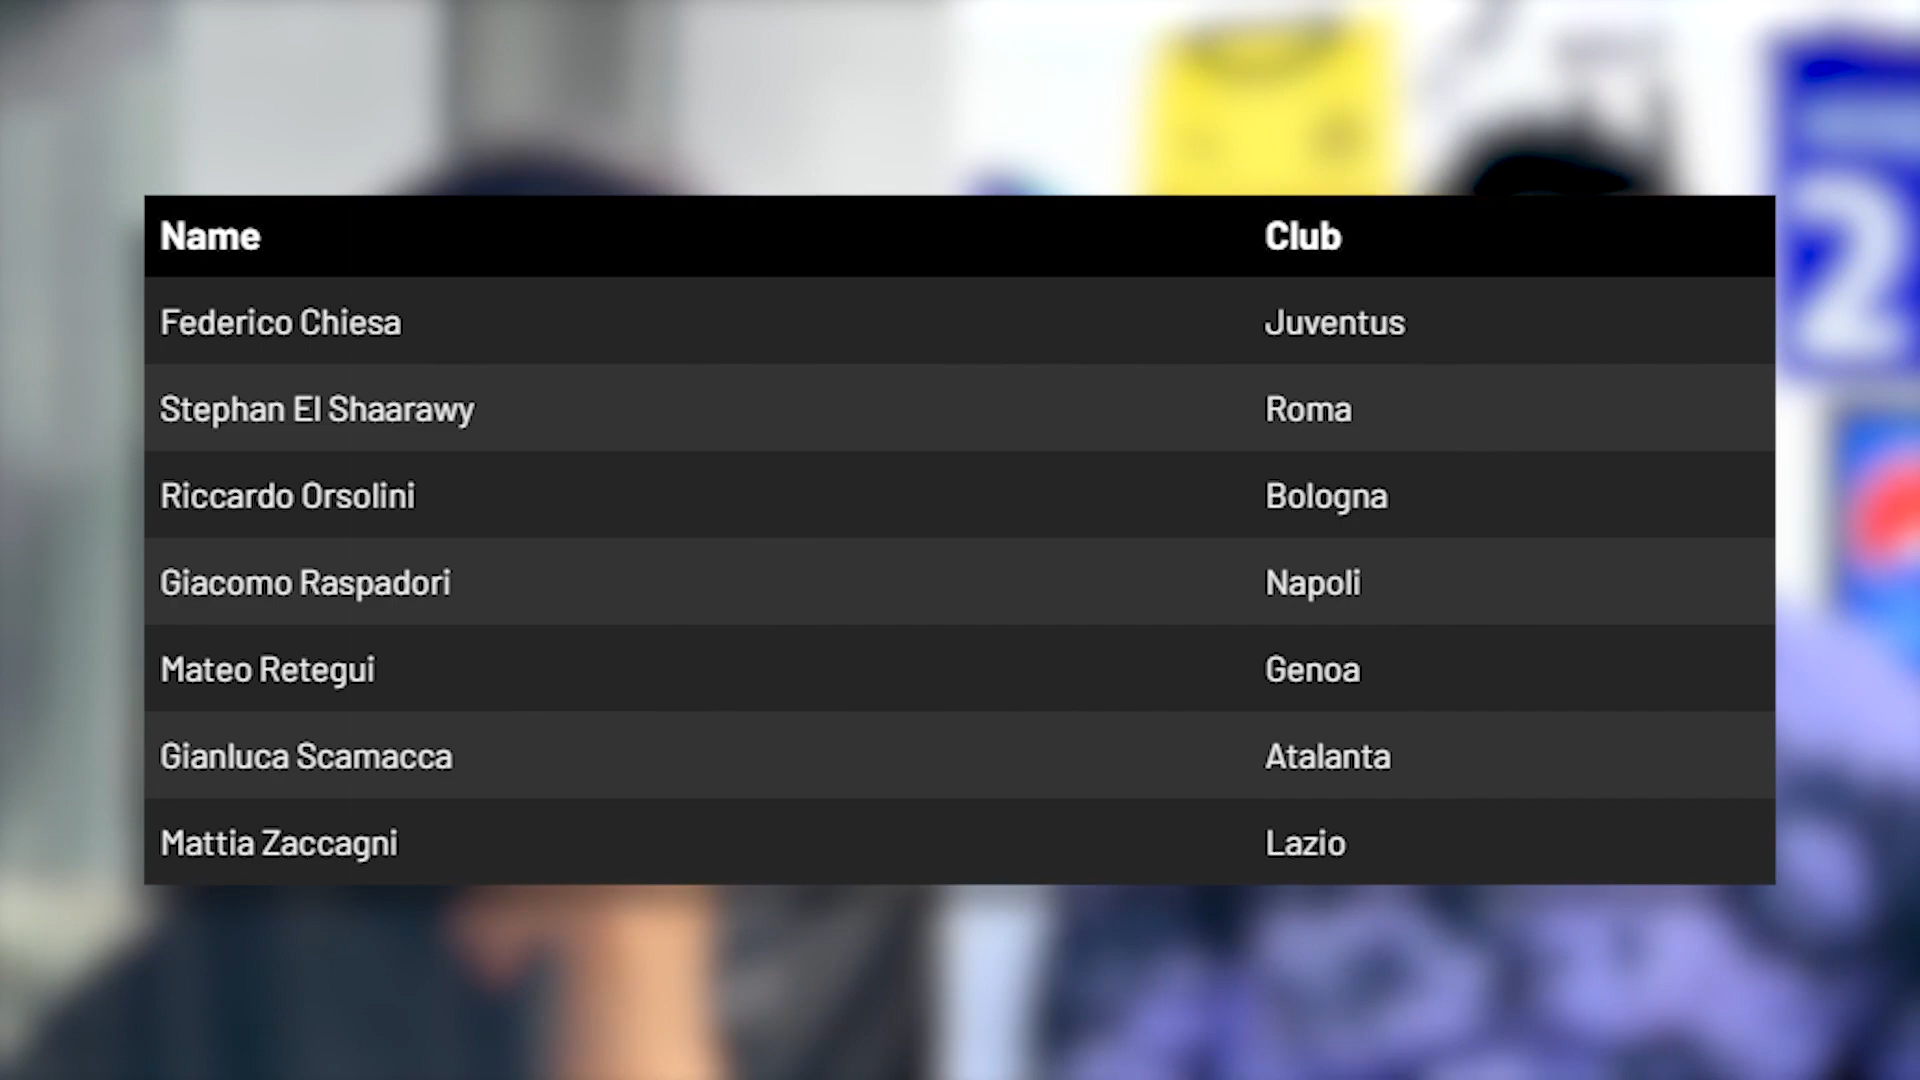 Name Club
Federico Chiesa Juventus
Stephan El Shaarawy Roma
Riccardo Orsolini Bologna
Giacomo Raspadori Napoli
Mateo Retegui Genoa
Gianluca Scamacca Atalanta
Mattia Zaccagni Lazio
2